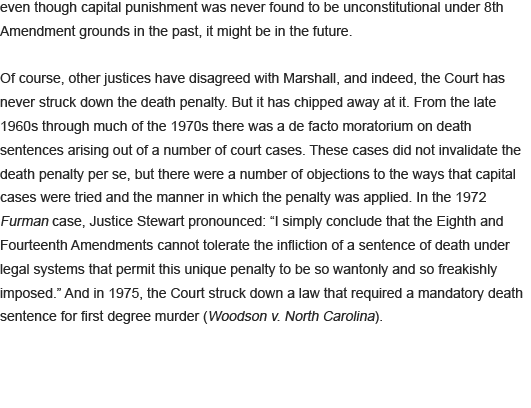 even though capital punishment was never found to be unconstitutional under 8th
Amendment grounds in the past, it might be in the future.
Of course, other justices have disagreed with Marshall, and indeed, the Court has
never struck down the death penalty. But it has chipped away at it. From the late
1960s through much of the 1970s there was a de facto moratorium on death
sentences arising out of a number of court cases. These cases did not invalidate the
death penalty per se, but there were a number of objections to the ways that capital
cases were tried and the manner in which the penalty was applied. In the 1972
Furman case, Justice Stewart pronounced: “I simply conclude that the Eighth and
Fourteenth Amendments cannot tolerate the infliction of a sentence of death under
legal systems that permit this unique penalty to be so wantonly and so freakishly
imposed.” And in 1975, the Court struck down a law that required a mandatory death
sentence for first degree murder (Woodson v. North Carolina).